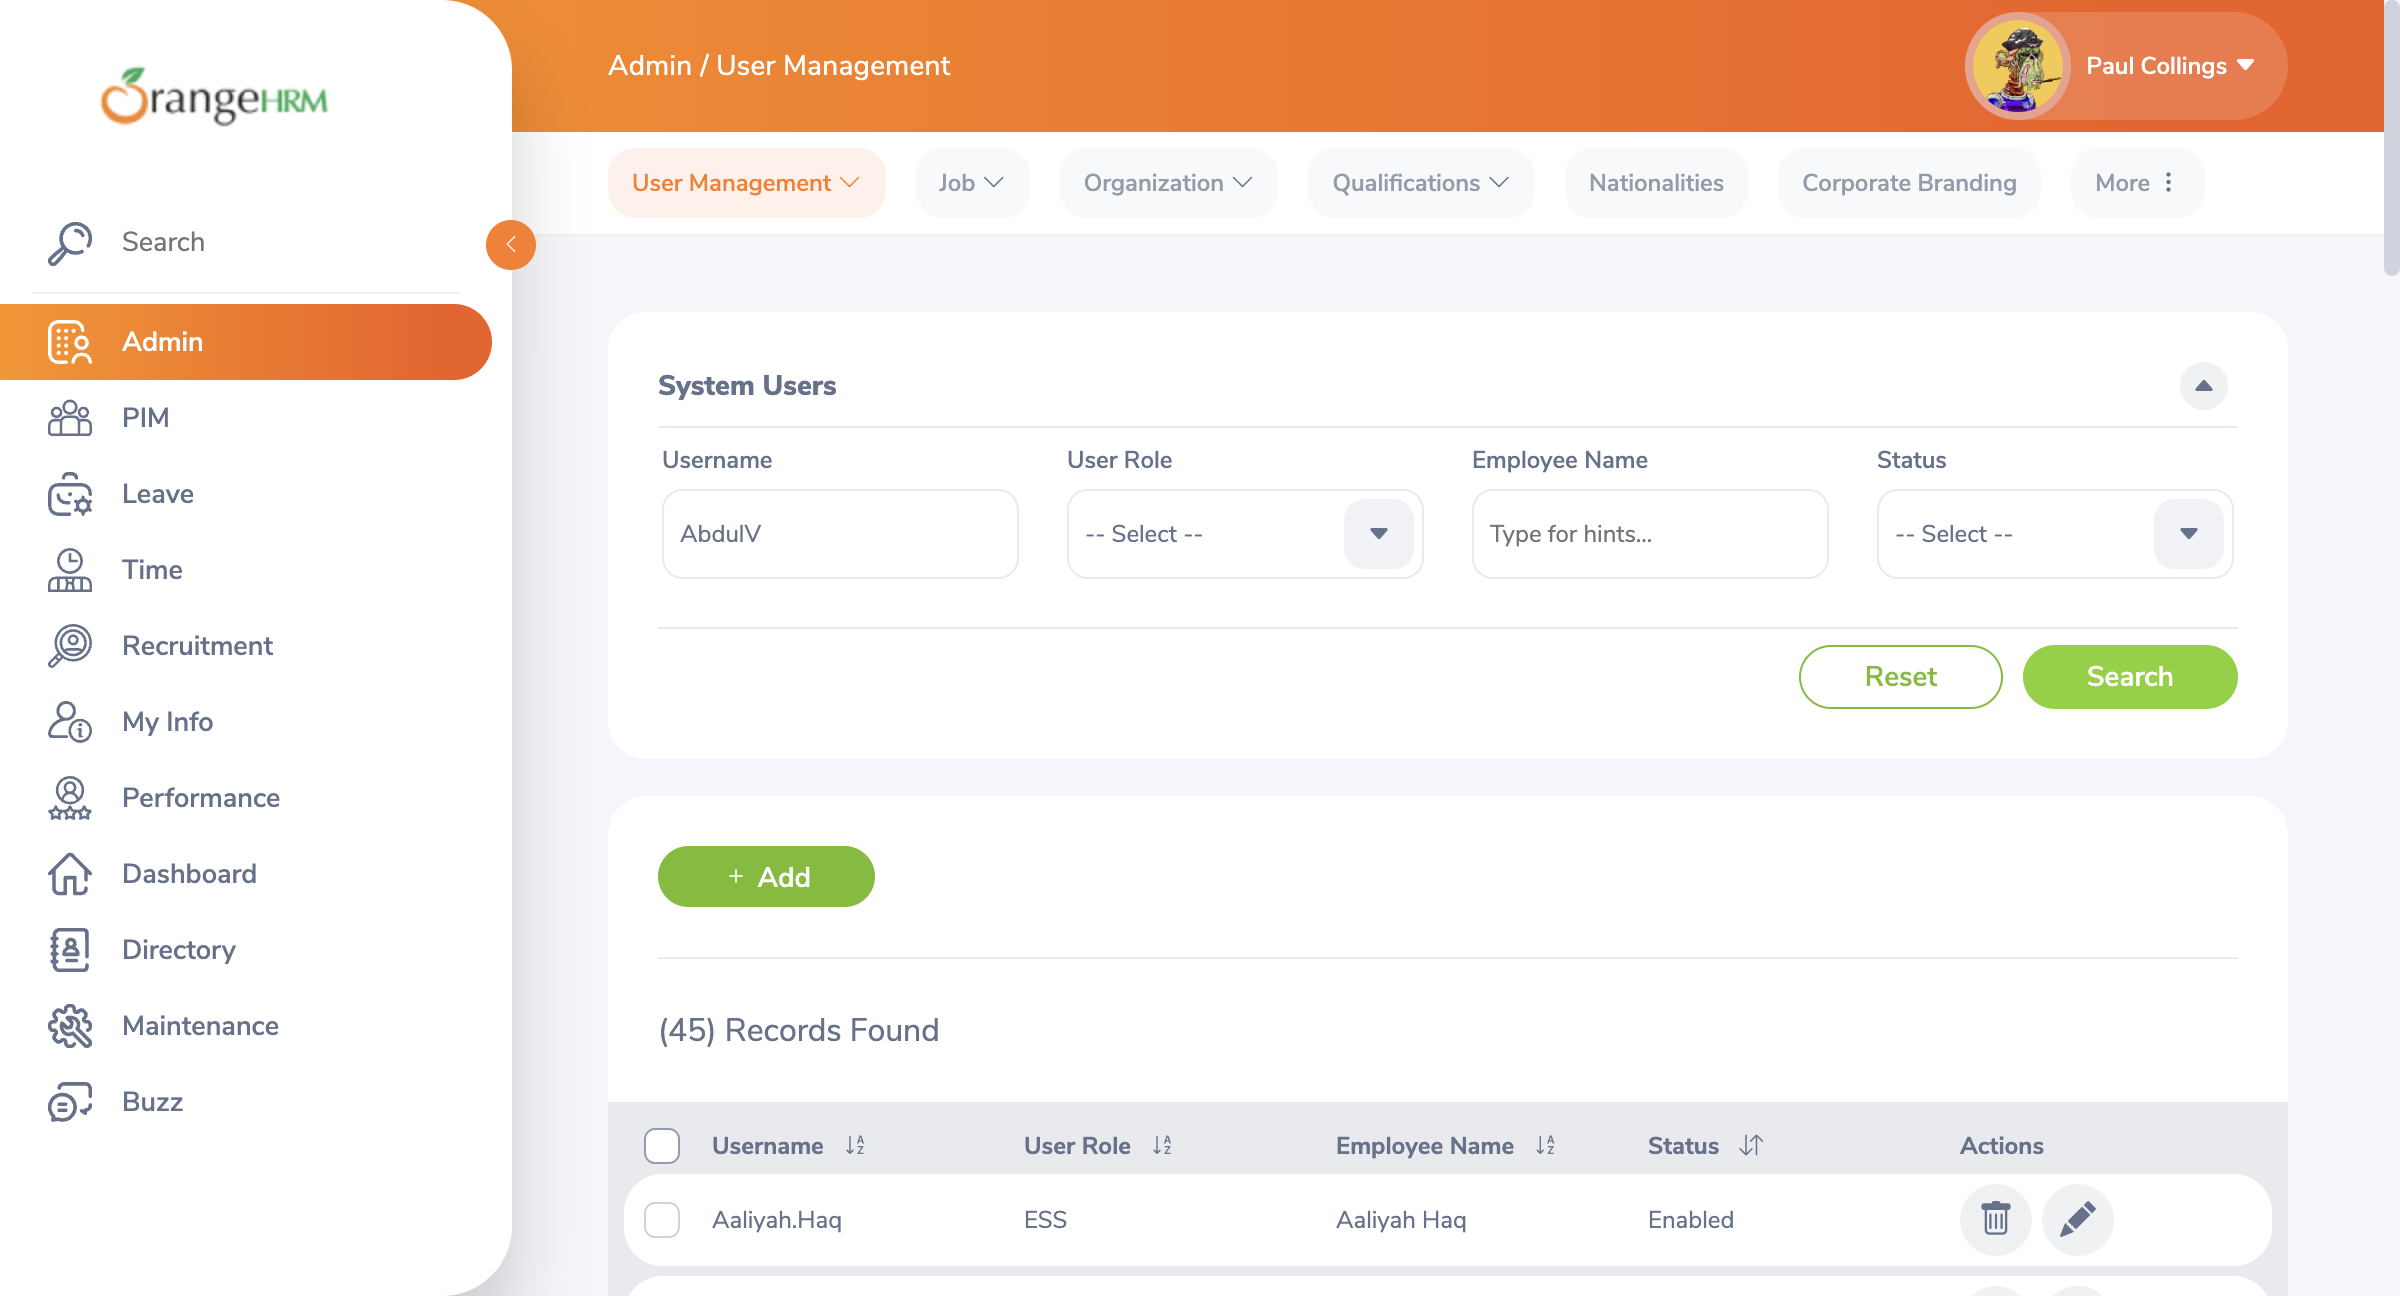 OrangeHRM
Admin / User Management
Paul Collings
User Management
Job
Organization
Qualifications
Nationalities
Corporate Branding
More
Search
Admin
PIM
Leave
Time
Recruitment
My Info
Performance
Dashboard
Directory
Maintenance
Buzz
System Users
Username
User Role
Employee Name
Status
AbdulV
-- Select --
Type for hints...
-- Select --
Reset
Search
+ Add
(45) Records Found
Username
User Role
Employee Name
Status
Actions
Aaliyah.Haq
ESS
Aaliyah Haq
Enabled